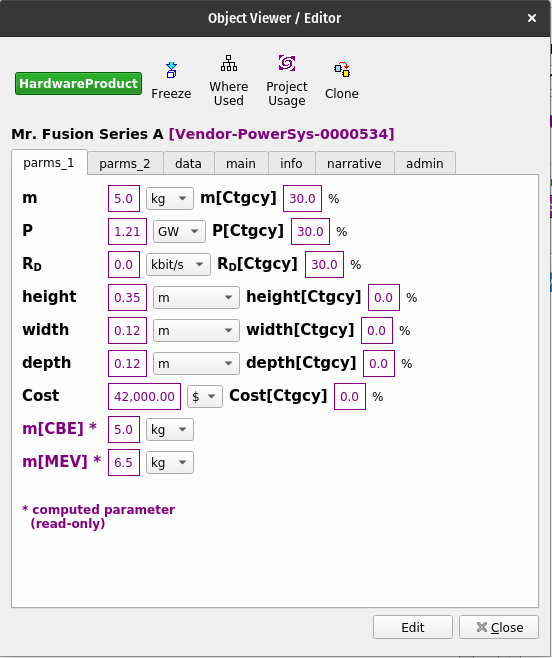 Object Viewer / Editor ×
HardwareProduct
Freeze
Where
Used
Project
Usage
Clone
Mr. Fusion Series A [Vendor-PowerSys-0000534]
parms_1 parms_2 data main info narrative admin
m 5.0 kg m[Ctgcy] 30.0 %
P 1.21 GW P[Ctgcy] 30.0 %
R_D 0.0 kbit/s R_D[Ctgcy] 30.0 %
height 0.35 m height[Ctgcy] 0.0 %
width 0.12 m width[Ctgcy] 0.0 %
depth 0.12 m depth[Ctgcy] 0.0 %
Cost 42,000.00 $ Cost[Ctgcy] 0.0 %
m[CBE] * 5.0 kg
m[MEV] * 6.5 kg
* computed parameter
(read-only)
Edit Close